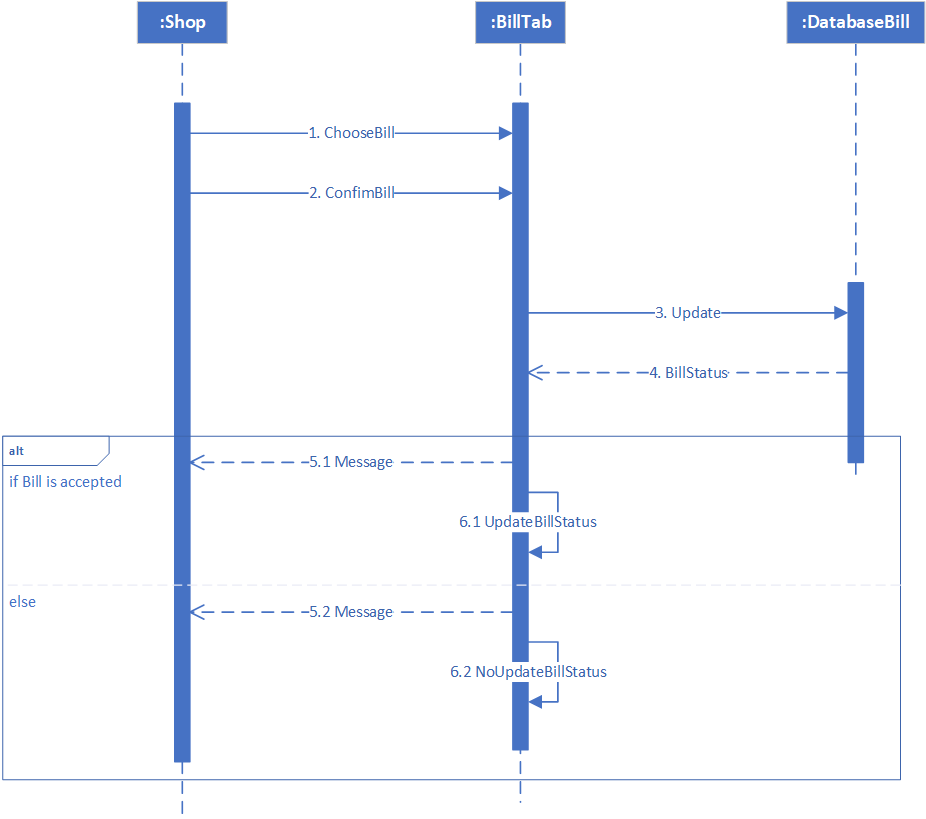 :Shop
:BillTab
:DatabaseBill
1. ChooseBill
2. ConfimBill
3. Update
4. BillStatus
alt
5.1 Message
if Bill is accepted
6.1 UpdateBillStatus
else
5.2 Message
6.2 NoUpdateBillStatus